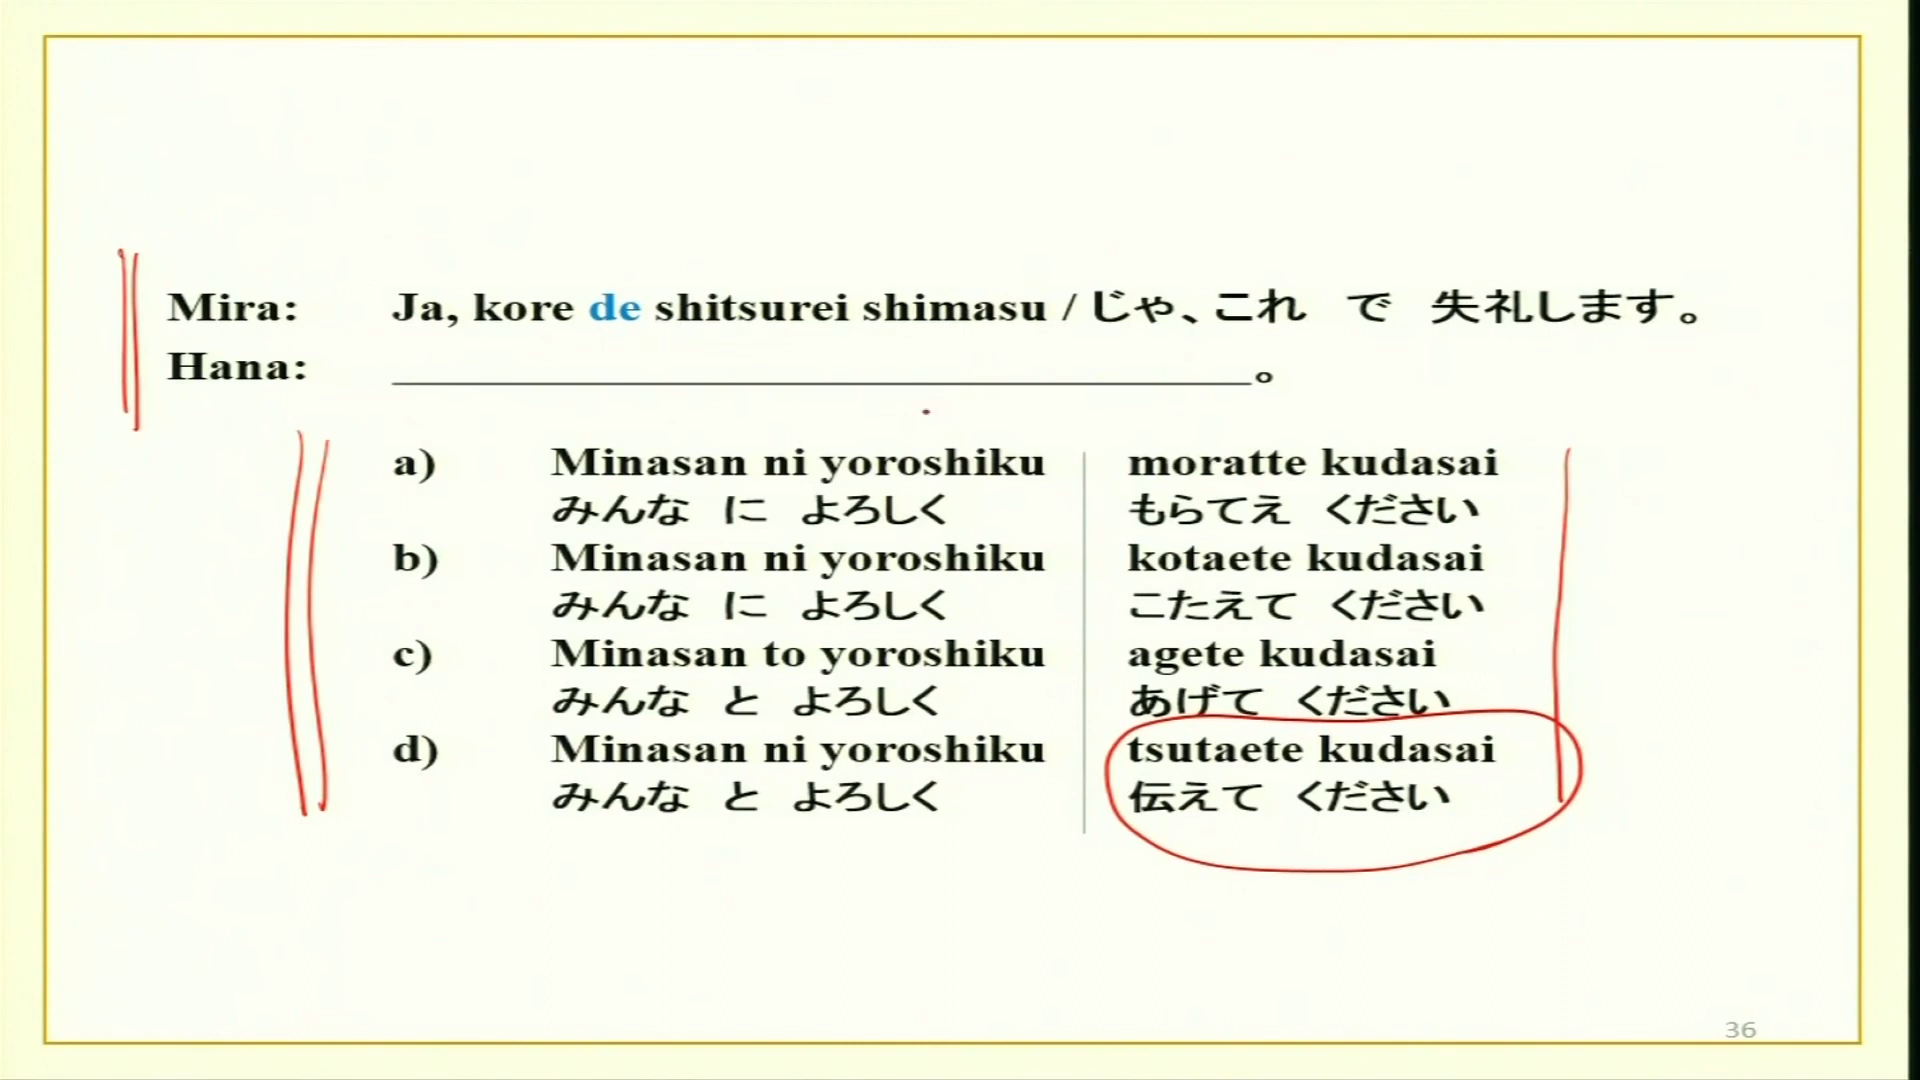 Mira: Ja, kore de shitsurei shimasu / じゃ、これ で 失礼します。
Hana: ______________________________。
a) Minasan ni yoroshiku moratte kudasai
みんな に よろしく もらてえ ください
b) Minasan ni yoroshiku kotaete kudasai
みんな に よろしく こたえて ください
c) Minasan to yoroshiku agete kudasai
みんな と よろしく あげて ください
d) Minasan ni yoroshiku tsutaete kudasai
みんな と よろしく 伝えて ください
36